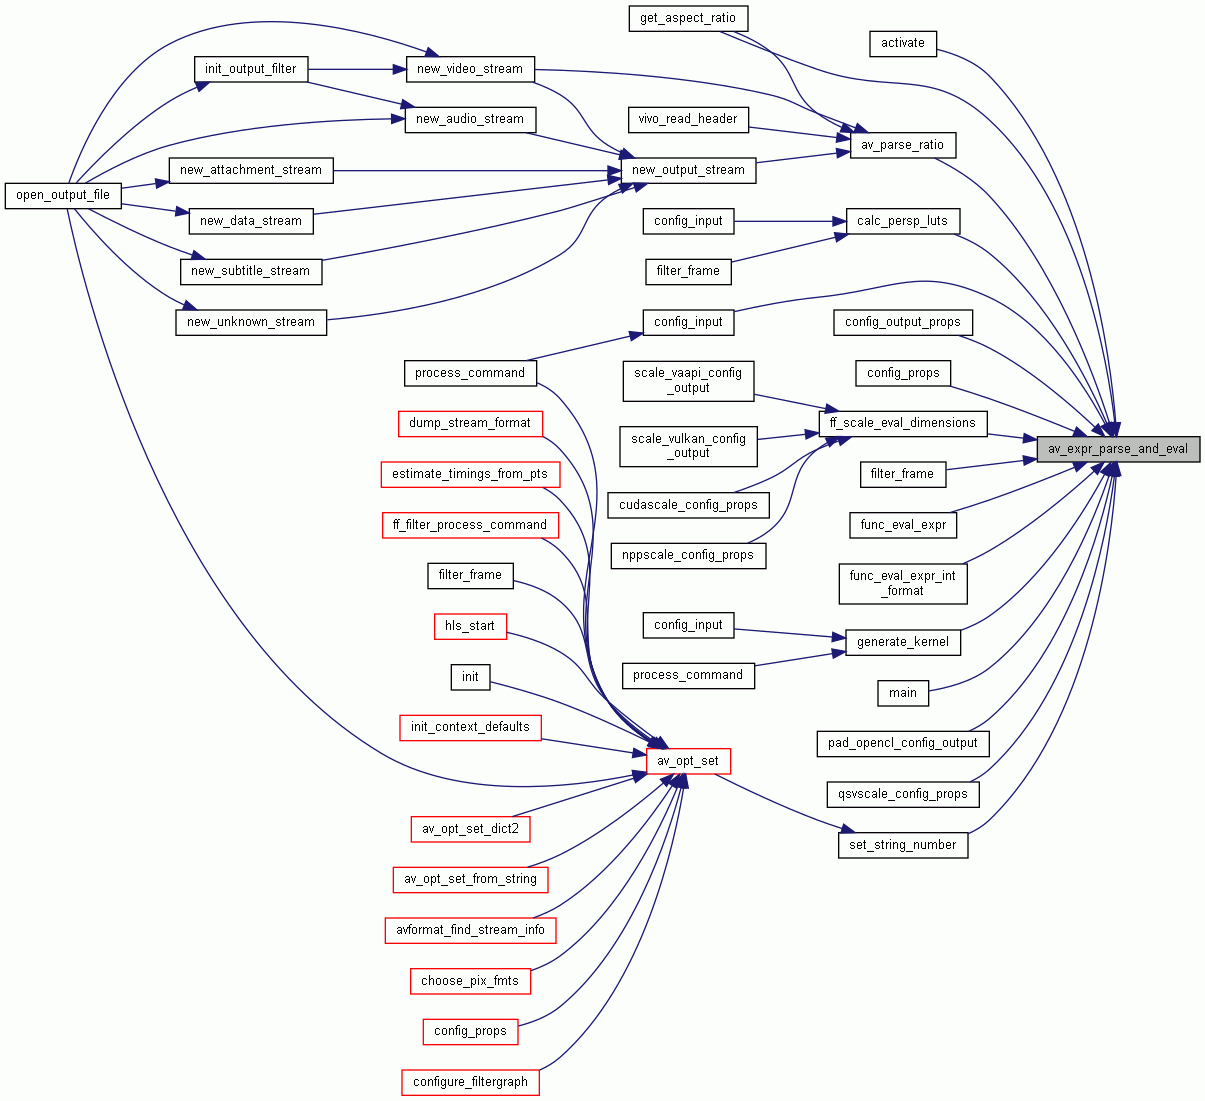 get_aspect_ratio
activate
init_output_filter
new_video_stream
new_audio_stream
vivo_read_header
av_parse_ratio
new_attachment_stream
new_output_stream
open_output_file
new_data_stream
config_input
calc_persp_luts
new_subtitle_stream
filter_frame
new_unknown_stream
config_input
config_output_props
process_command
scale_vaapi_config
_output
config_props
dump_stream_format
ff_scale_eval_dimensions
scale_vulkan_config
_output
av_expr_parse_and_eval
estimate_timings_from_pts
filter_frame
cudascale_config_props
ff_filter_process_command
func_eval_expr
nppscale_config_props
filter_frame
func_eval_expr_int
_format
hls_start
config_input
generate_kernel
init
process_command
main
init_context_defaults
pad_opencl_config_output
av_opt_set
qsvscale_config_props
av_opt_set_dict2
set_string_number
av_opt_set_from_string
avformat_find_stream_info
choose_pix_fmts
config_props
configure_filtergraph